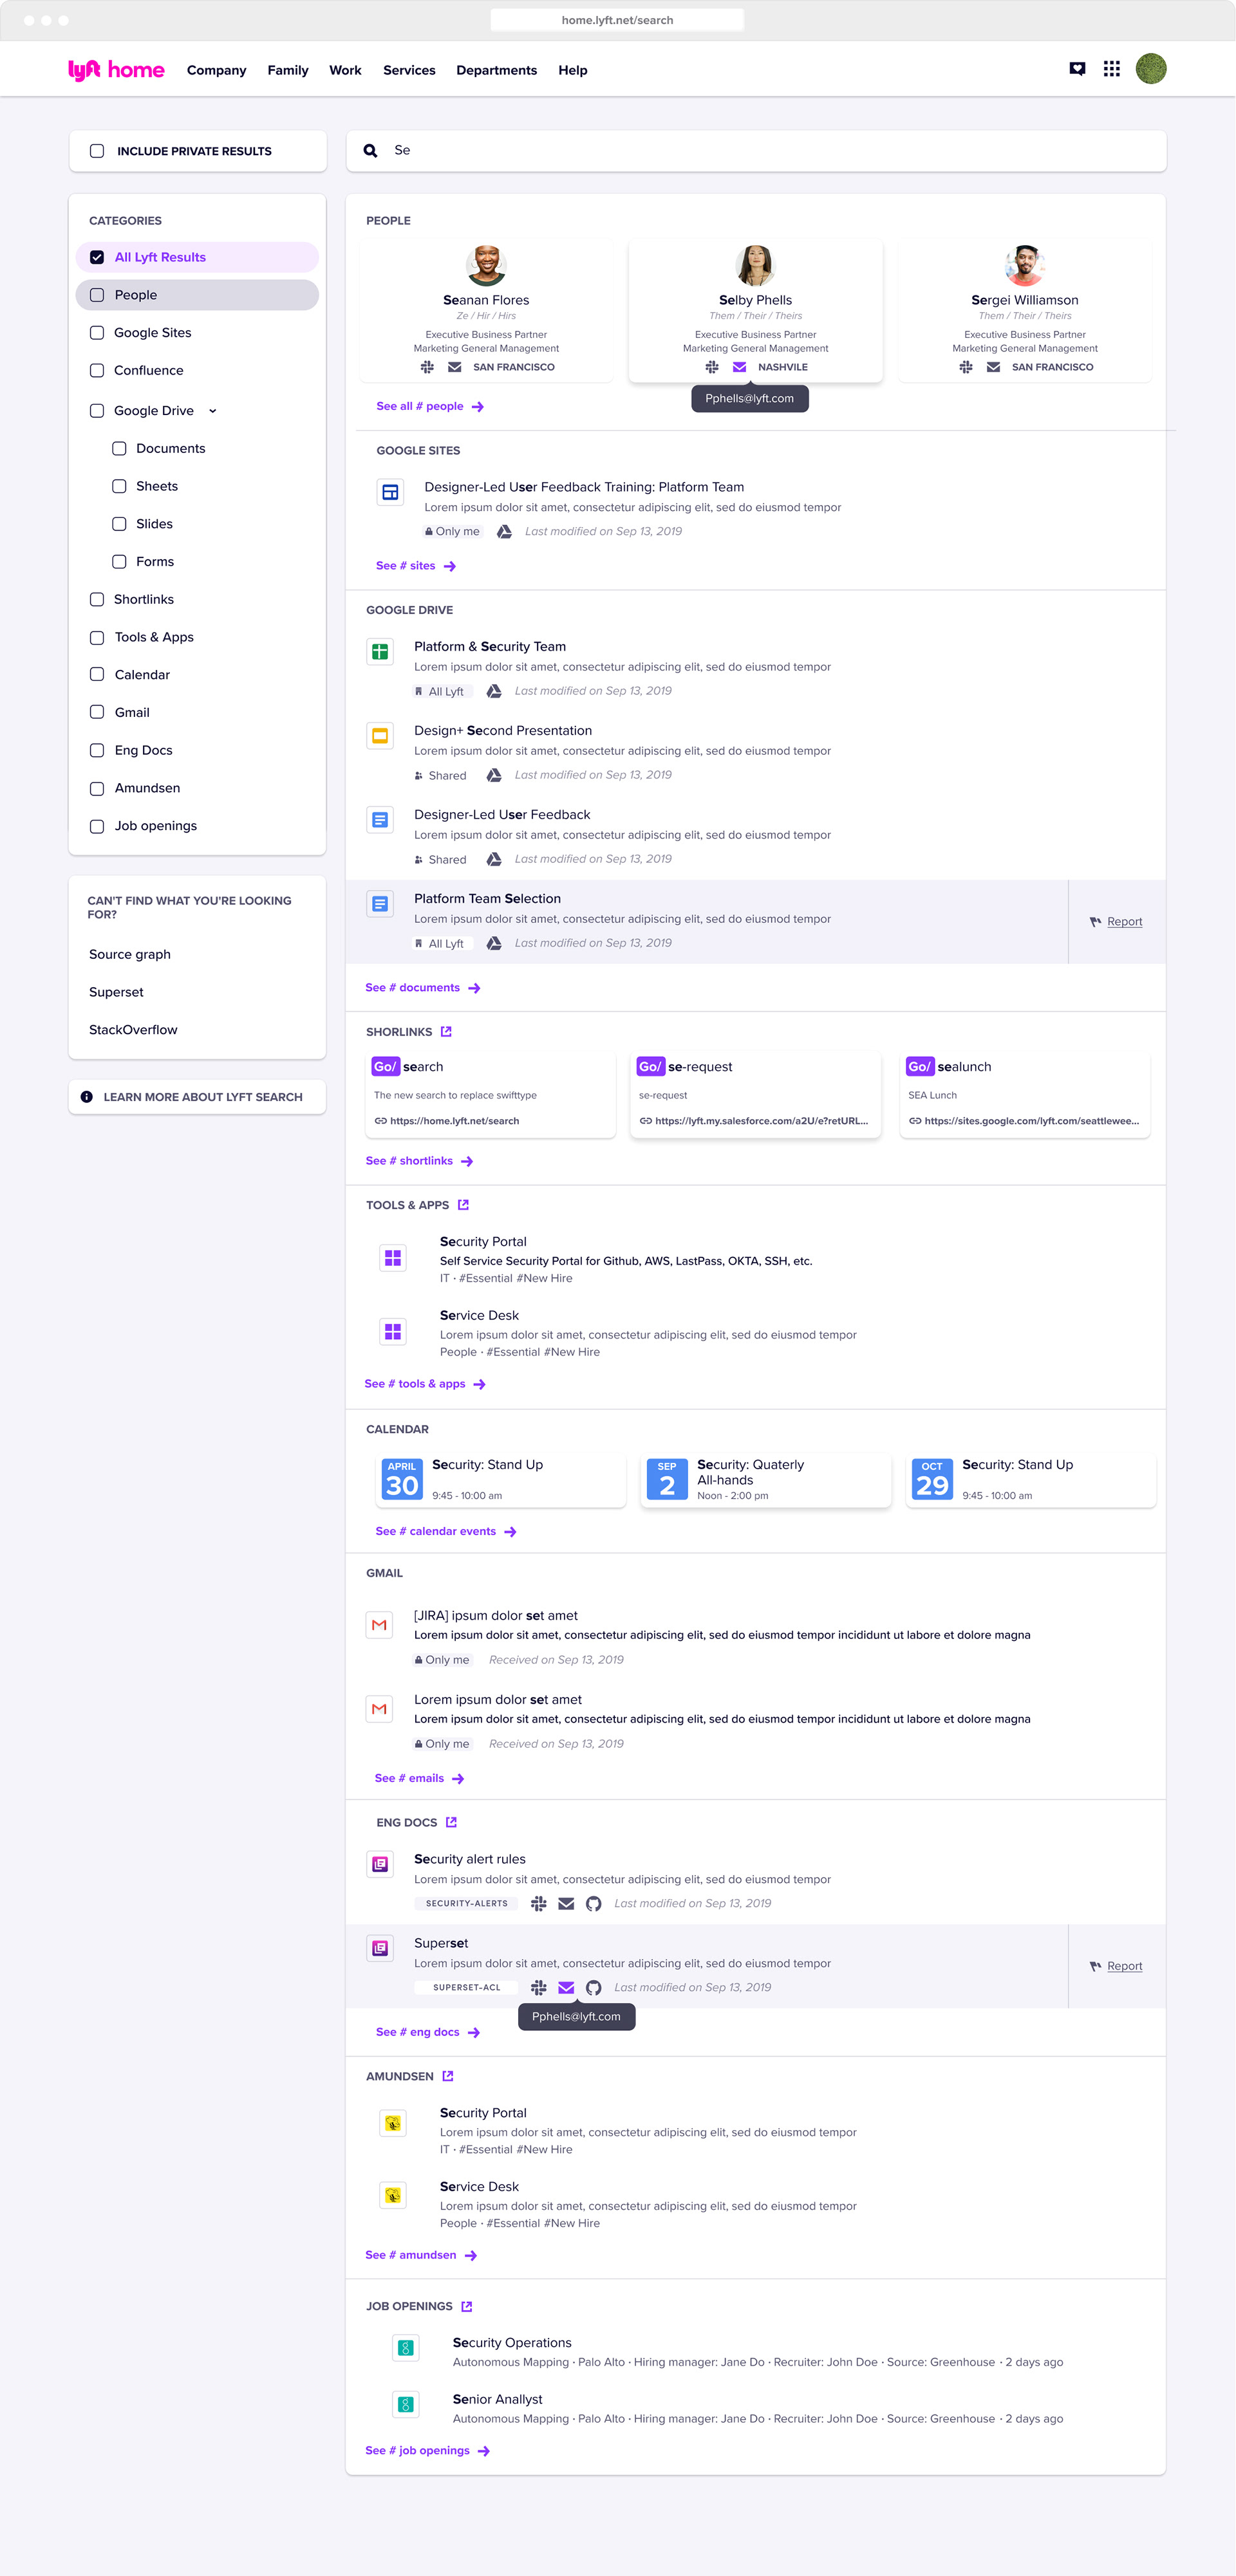 home.lyft.net/search
lyft home Company Family Work Services Departments Help
INCLUDE PRIVATE RESULTS
Se
CATEGORIES
All Lyft Results
People
Google Sites
Confluence
Google Drive
Documents
Sheets
Slides
Forms
Shortlinks
Tools & Apps
Calendar
Gmail
Eng Docs
Amundsen
Job openings
CAN'T FIND WHAT YOU'RE LOOKING
FOR?
Source graph
Superset
StackOverflow
LEARN MORE ABOUT LYFT SEARCH
PEOPLE
Seanan Flores
Ze / Hir / Hirs
Executive Business Partner
Marketing General Management
SAN FRANCISCO
Selby Phells
Them / Their / Theirs
Executive Business Partner
Marketing General Management
NASHVILE
Pphells@lyft.com
Sergei Williamson
Them / Their / Theirs
Executive Business Partner
Marketing General Management
SAN FRANCISCO
See all # people
GOOGLE SITES
Designer-Led User Feedback Training: Platform Team
Lorem ipsum dolor sit amet, consectetur adipiscing elit, sed do eiusmod tempor
Only me Last modified on Sep 13, 2019
See # sites
GOOGLE DRIVE
Platform & Security Team
Lorem ipsum dolor sit amet, consectetur adipiscing elit, sed do eiusmod tempor
All Lyft Last modified on Sep 13, 2019
Design+ Second Presentation
Lorem ipsum dolor sit amet, consectetur adipiscing elit, sed do eiusmod tempor
Shared Last modified on Sep 13, 2019
Designer-Led User Feedback
Lorem ipsum dolor sit amet, consectetur adipiscing elit, sed do eiusmod tempor
Shared Last modified on Sep 13, 2019
Platform Team Selection
Lorem ipsum dolor sit amet, consectetur adipiscing elit, sed do eiusmod tempor
All Lyft Last modified on Sep 13, 2019
Report
See # documents
SHORLINKS
Go/ search
The new search to replace swifttype
https://home.lyft.net/search
Go/ se-request
se-request
https://lyft.my.salesforce.com/a2U/e?retURL...
Go/ sealunch
SEA Lunch
https://sites.google.com/lyft.com/seattlewee...
See # shortlinks
TOOLS & APPS
Security Portal
Self Service Security Portal for Github, AWS, LastPass, OKTA, SSH, etc.
IT · #Essential #New Hire
Service Desk
Lorem ipsum dolor sit amet, consectetur adipiscing elit, sed do eiusmod tempor
People · #Essential #New Hire
See # tools & apps
CALENDAR
APRIL
30
Security: Stand Up
9:45 - 10:00 am
SEP
2
Security: Quaterly
All-hands
Noon - 2:00 pm
OCT
29
Security: Stand Up
9:45 - 10:00 am
See # calendar events
GMAIL
[JIRA] ipsum dolor set amet
Lorem ipsum dolor sit amet, consectetur adipiscing elit, sed do eiusmod tempor incididunt ut labore et dolore magna
Only me Received on Sep 13, 2019
Lorem ipsum dolor set amet
Lorem ipsum dolor sit amet, consectetur adipiscing elit, sed do eiusmod tempor incididunt ut labore et dolore magna
Only me Received on Sep 13, 2019
See # emails
ENG DOCS
Security alert rules
Lorem ipsum dolor sit amet, consectetur adipiscing elit, sed do eiusmod tempor
SECURITY-ALERTS Last modified on Sep 13, 2019
Superset
Lorem ipsum dolor sit amet, consectetur adipiscing elit, sed do eiusmod tempor
SUPERSET-ACL Last modified on Sep 13, 2019
Report
Pphells@lyft.com
See # eng docs
AMUNDSEN
Security Portal
Lorem ipsum dolor sit amet, consectetur adipiscing elit, sed do eiusmod tempor
IT · #Essential #New Hire
Service Desk
Lorem ipsum dolor sit amet, consectetur adipiscing elit, sed do eiusmod tempor
People · #Essential #New Hire
See # amundsen
JOB OPENINGS
Security Operations
Autonomous Mapping · Palo Alto · Hiring manager: Jane Do · Recruiter: John Doe · Source: Greenhouse · 2 days ago
Senior Anallyst
Autonomous Mapping · Palo Alto · Hiring manager: Jane Do · Recruiter: John Doe · Source: Greenhouse · 2 days ago
See # job openings